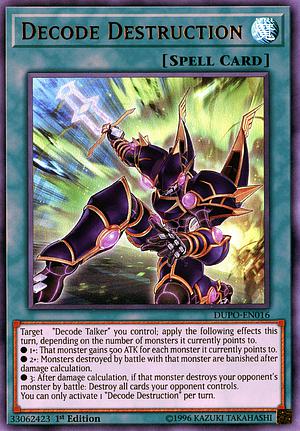 DECODE DESTRUCTION
[SPELL CARD]
DUPO-EN016
Target "Decode Talker" you control; apply the following effects this
turn, depending on the number of monsters it currently points to.
● 1+: That monster gains 500 ATK for each monster it currently points to.
● 2+: Monsters destroyed by battle with that monster are banished after
damage calculation.
● 3: After damage calculation, if that monster destroys your opponent's
monster by battle: Destroy all cards your opponent controls.
You can only activate 1 "Decode Destruction" per turn.
33062423 1st Edition ©1996 KAZUKI TAKAHASHI